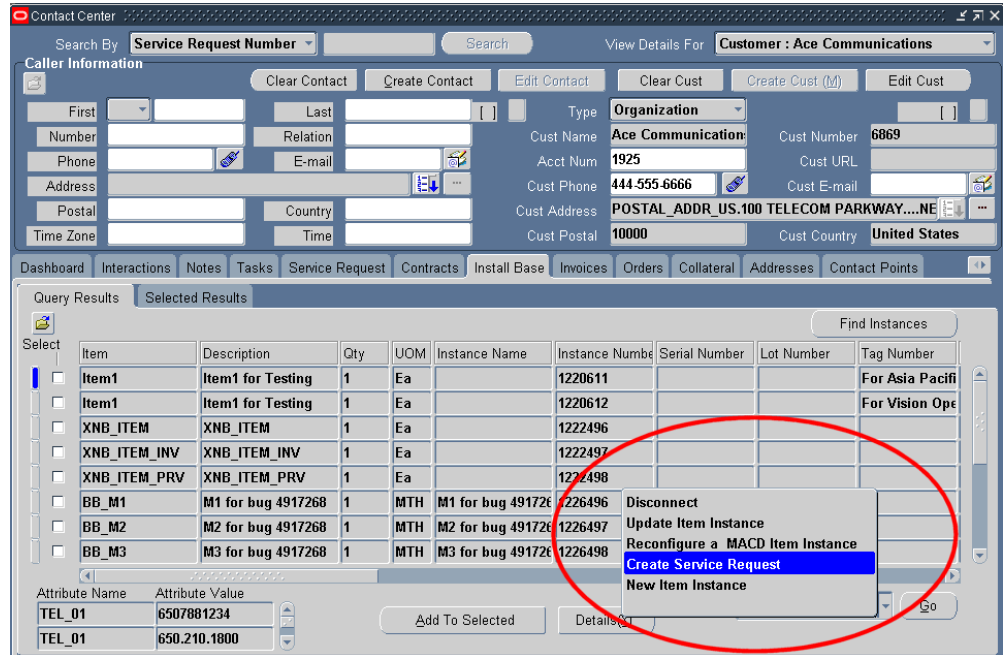 Contact Center
Search By Service Request Number Search View Details For Customer : Ace Communications
Caller Information
Clear Contact Create Contact Edit Contact Clear Cust Create Cust (M) Edit Cust
First Last [ ] Type Organization [ ]
Number Relation Cust Name Ace Communication Cust Number 6869
Phone E-mail Acct Num 1925 Cust URL
Address ... Cust Phone 444-555-6666 Cust E-mail
Postal Country Cust Address POSTAL_ADDR_US.100 TELECOM PARKWAY....NE ...
Time Zone Time Cust Postal 10000 Cust Country United States
Dashboard Interactions Notes Tasks Service Request Contracts Install Base Invoices Orders Collateral Addresses Contact Points
Query Results Selected Results
Find Instances
Select Item Description Qty UOM Instance Name Instance Numbe Serial Number Lot Number Tag Number
Item1 Item1 for Testing 1 Ea 1220611 For Asia Pacifi
Item1 Item1 for Testing 1 Ea 1220612 For Vision Ope
XNB_ITEM XNB_ITEM 1 Ea 1222496
XNB_ITEM_INV XNB_ITEM_INV 1 Ea 1222497
XNB_ITEM_PRV XNB_ITEM_PRV 1 Ea 1222498
BB_M1 M1 for bug 4917268 1 MTH M1 for bug 491726 1226496
BB_M2 M2 for bug 4917268 1 MTH M2 for bug 491726 1226497
BB_M3 M3 for bug 4917268 1 MTH M3 for bug 491726 1226498
Disconnect
Update Item Instance
Reconfigure a MACD Item Instance
Create Service Request
New Item Instance
Attribute Name Attribute Value
TEL_01 6507881234
TEL_01 650.210.1800
Add To Selected Details Go